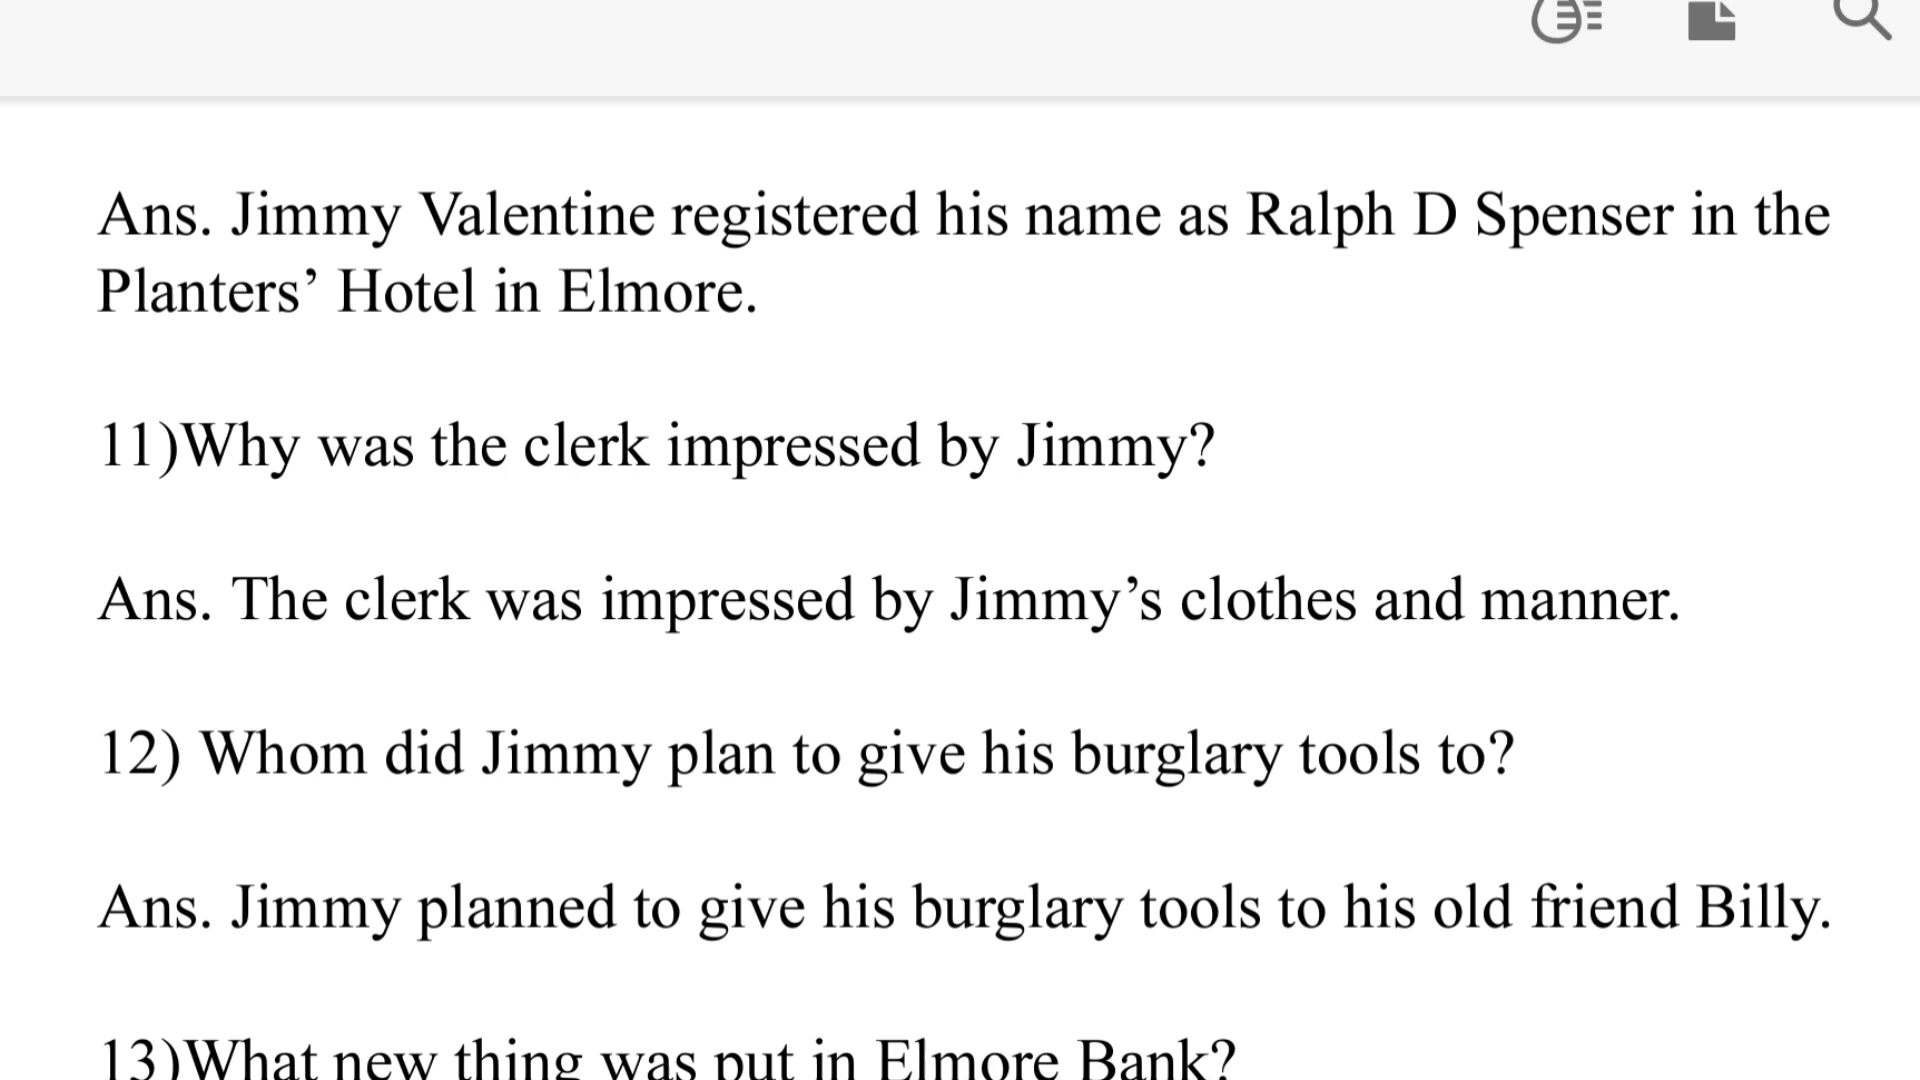 Ans. Jimmy Valentine registered his name as Ralph D Spenser in the
Planters’ Hotel in Elmore.
11)Why was the clerk impressed by Jimmy?
Ans. The clerk was impressed by Jimmy’s clothes and manner.
12) Whom did Jimmy plan to give his burglary tools to?
Ans. Jimmy planned to give his burglary tools to his old friend Billy.
13)What new thing was put in Elmore Bank?